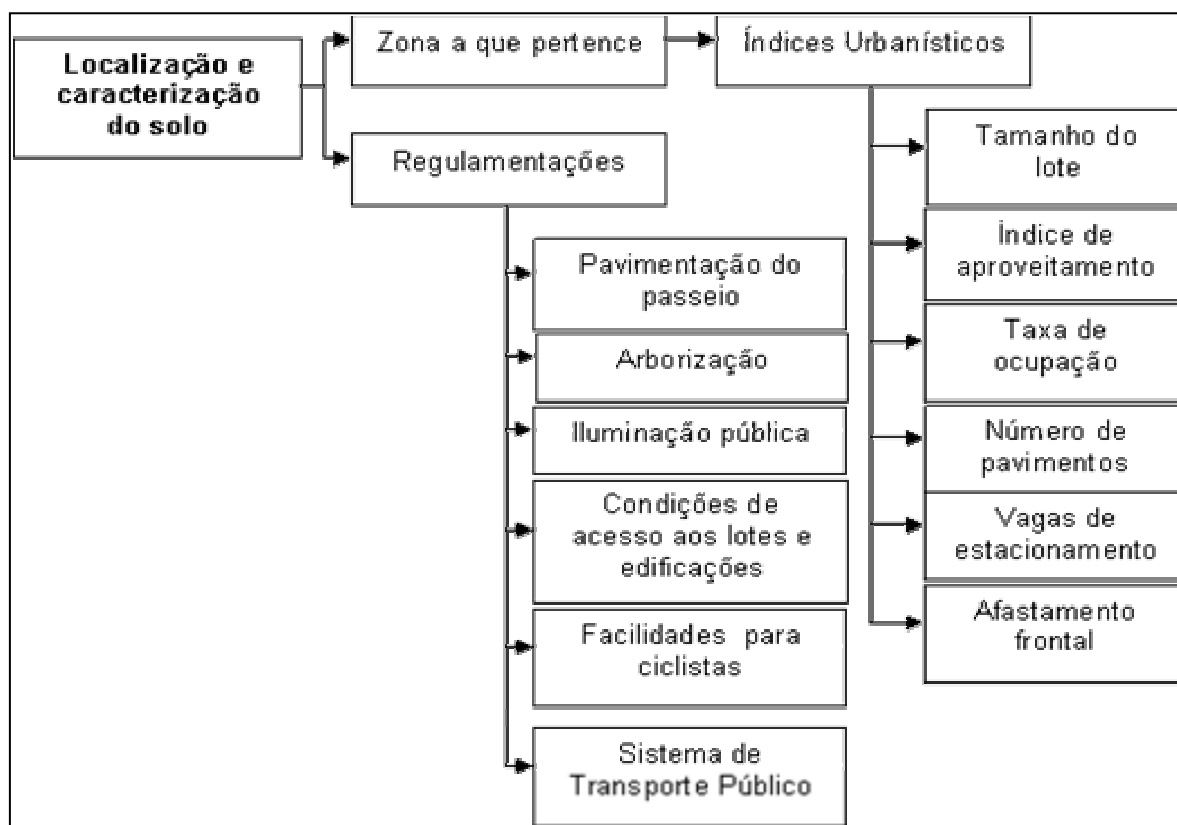 Localização e
caracterização
do solo
Zona a que pertence
Índices Urbanísticos
Regulamentações
Pavimentação do
passeio
Arborização
Iluminação pública
Condições de
acesso aos lotes e
edificações
Facilidades para
ciclistas
Sistema de
Transporte Público
Tamanho do
lote
Índice de
aproveitamento
Taxa de
ocupação
Número de
pavimentos
Vagas de
estacionamento
Afastamento
frontal